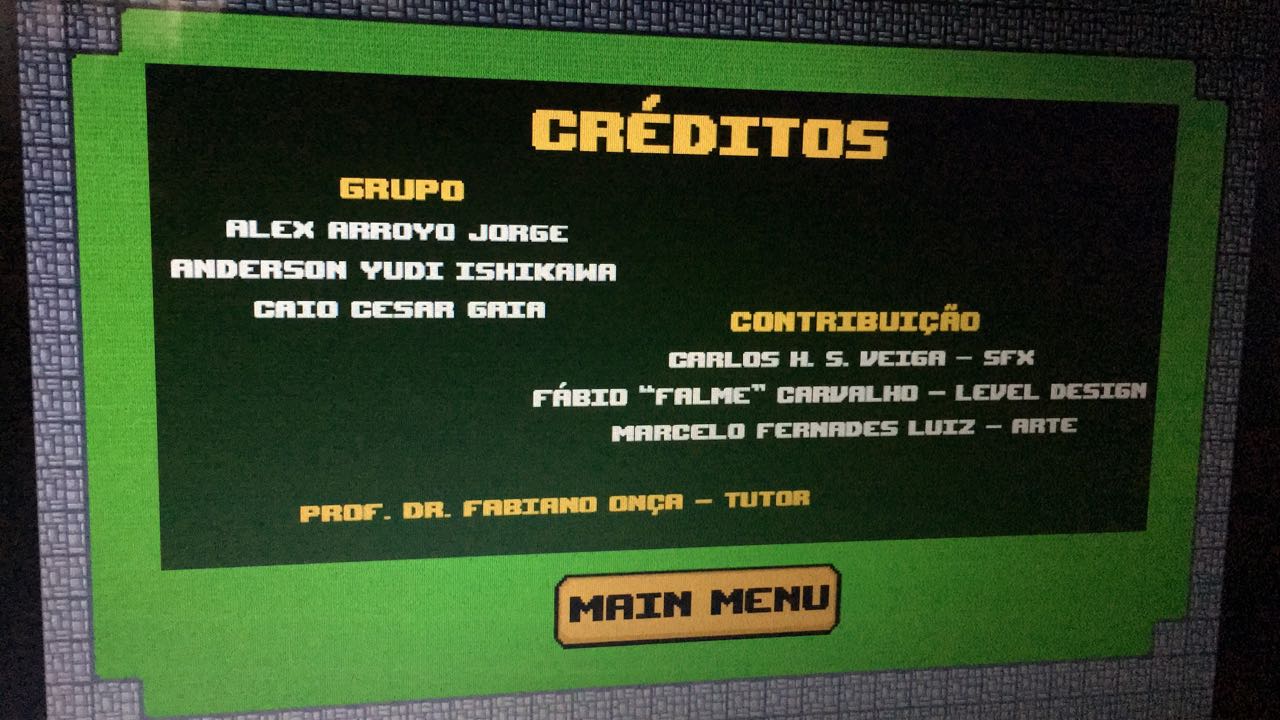 CRÉDITOS
GRUPO
ALEX ARROYO JORGE
ANDERSON YUDI ISHIKAWA
CAIO CESAR GAIA
CONTRIBUIÇÃO
CARLOS H. S. VEIGA – SFX
FÁBIO “FALME” CARVALHO – LEVEL DESIGN
MARCELO FERNADES LUIZ – ARTE
PROF. DR. FABIANO ONÇA – TUTOR
MAIN MENU